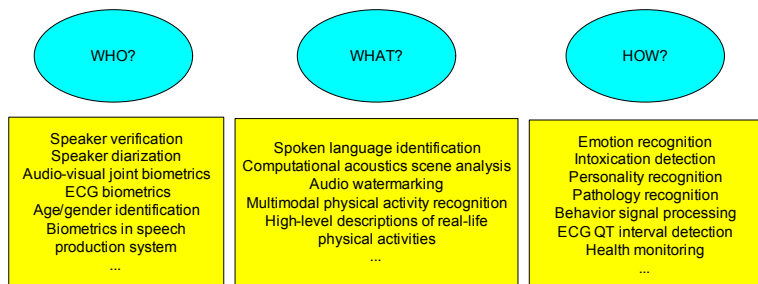 WHO?
WHAT?
HOW?
Speaker verification
Speaker diarization
Audio-visual joint biometrics
ECG biometrics
Age/gender identification
Biometrics in speech
production system
...
Spoken language identification
Computational acoustics scene analysis
Audio watermarking
Multimodal physical activity recognition
High-level descriptions of real-life
physical activities
...
Emotion recognition
Intoxication detection
Personality recognition
Pathology recognition
Behavior signal processing
ECG QT interval detection
Health monitoring
...